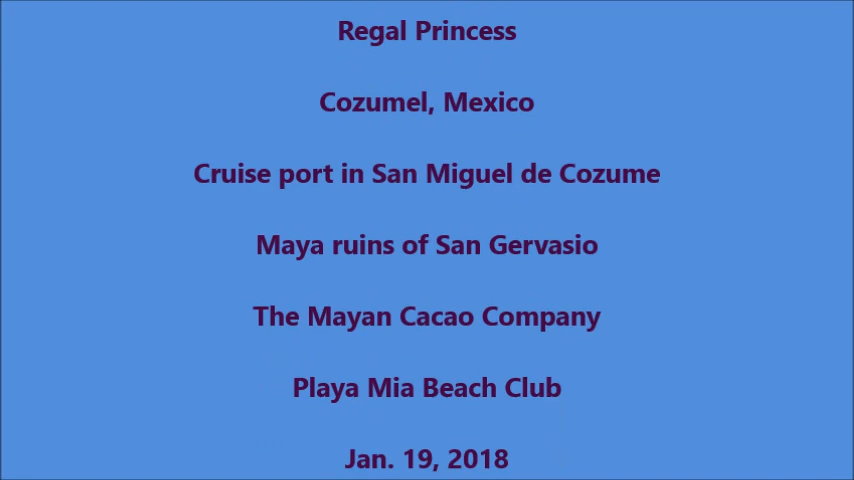 Regal Princess
Cozumel, Mexico
Cruise port in San Miguel de Cozume
Maya ruins of San Gervasio
The Mayan Cacao Company
Playa Mia Beach Club
Jan. 19, 2018